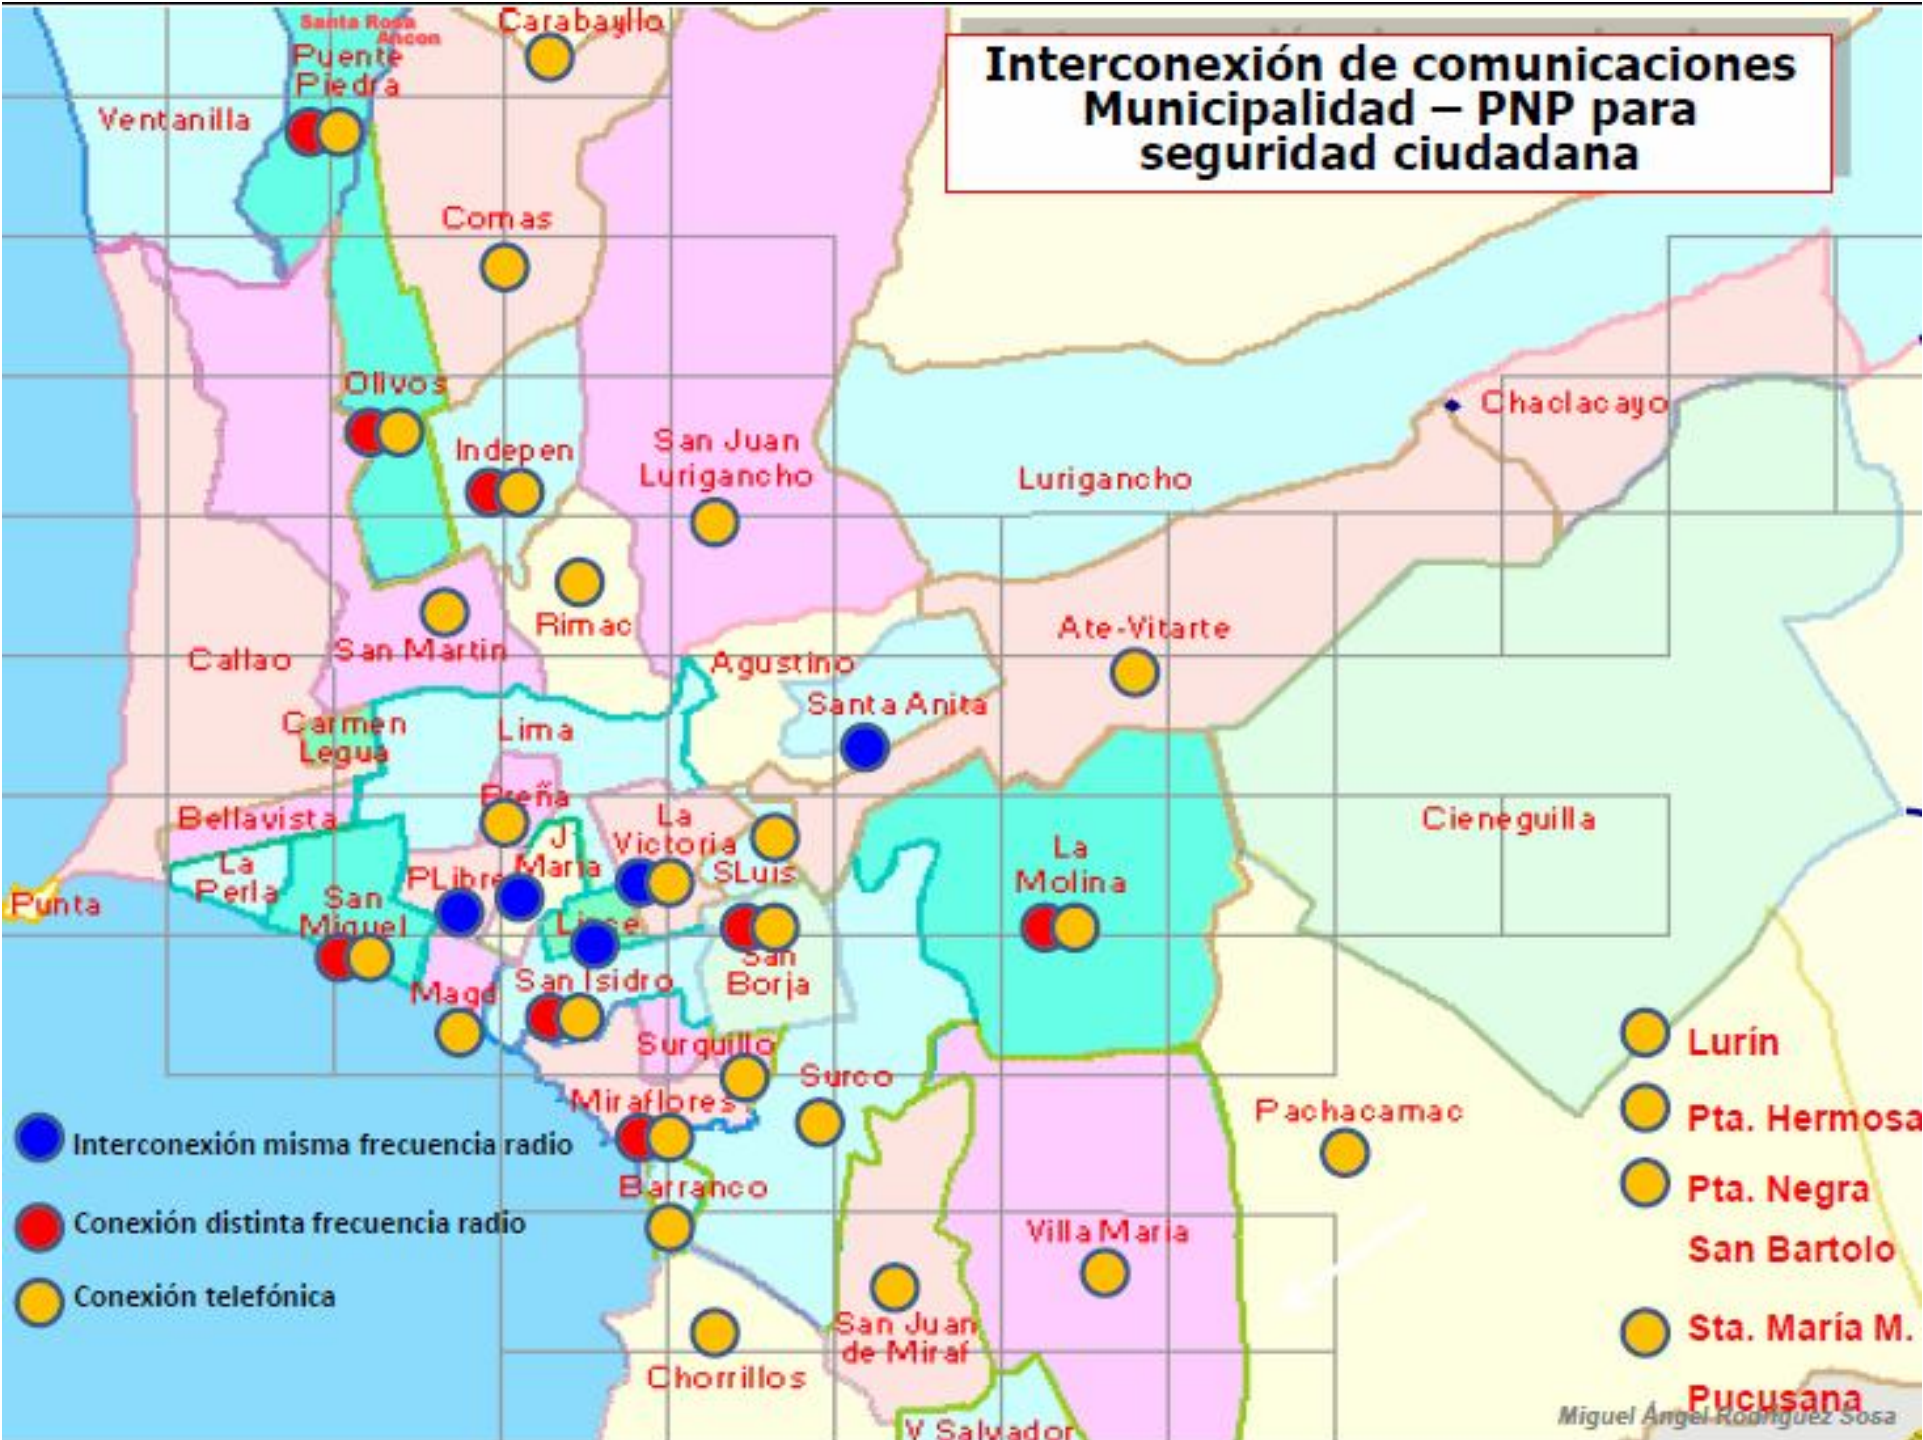 Santa Rosa
Ancon
Puente
Piedra
Carabayllo
Interconexión de comunicaciones
Municipalidad – PNP para
seguridad ciudadana
Ventanilla
Comas
Olivos
Indepen
San Juan
Lurigancho
Lurigancho
Chaclacayo
Rimac
San Martin
Callao
Ate-Vitarte
Agustino
Santa Anita
Carmen
Legua
Lima
Breña
Bellavista
La
Victoria
J
Maria
SLuis
Cieneguilla
La
Molina
La
Perla
PLibre
San
Miguel
Punta
Lince
San
Borja
San Isidro
Magd
Surquillo
Surco
Miraflores
Pachacamac
Barranco
Villa Maria
San Juan
de Miraf
Chorrillos
V Salvador
Interconexión misma frecuencia radio
Conexión distinta frecuencia radio
Conexión telefónica
Lurín
Pta. Hermosa
Pta. Negra
San Bartolo
Sta. María M.
Pucusana
Miguel Ángel Rodríguez Sosa